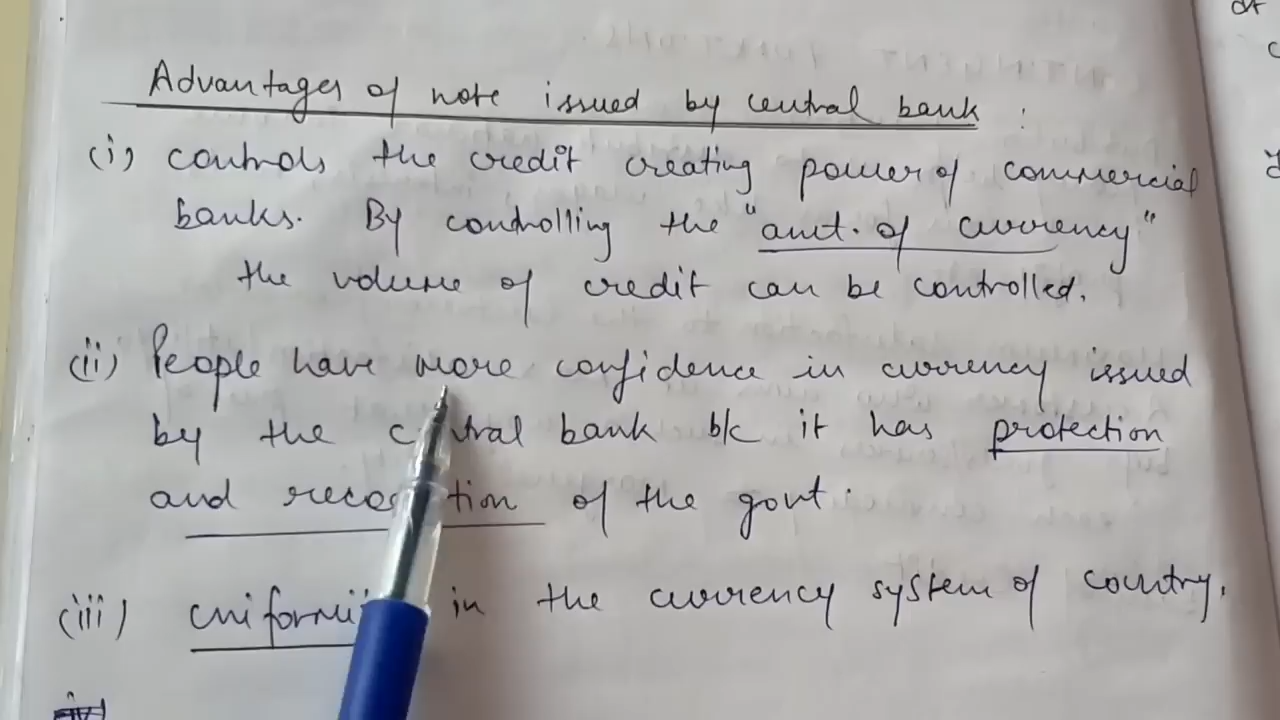 Advantages of note issued by central bank :
(i) controls the credit creating power of commercial
banks. By controlling the "amt. of currency"
the volume of credit can be controlled.
(ii) People have more confidence in currency issued
by the bank b/c it has protection
and of the govt.
(iii) in the currency system of country.